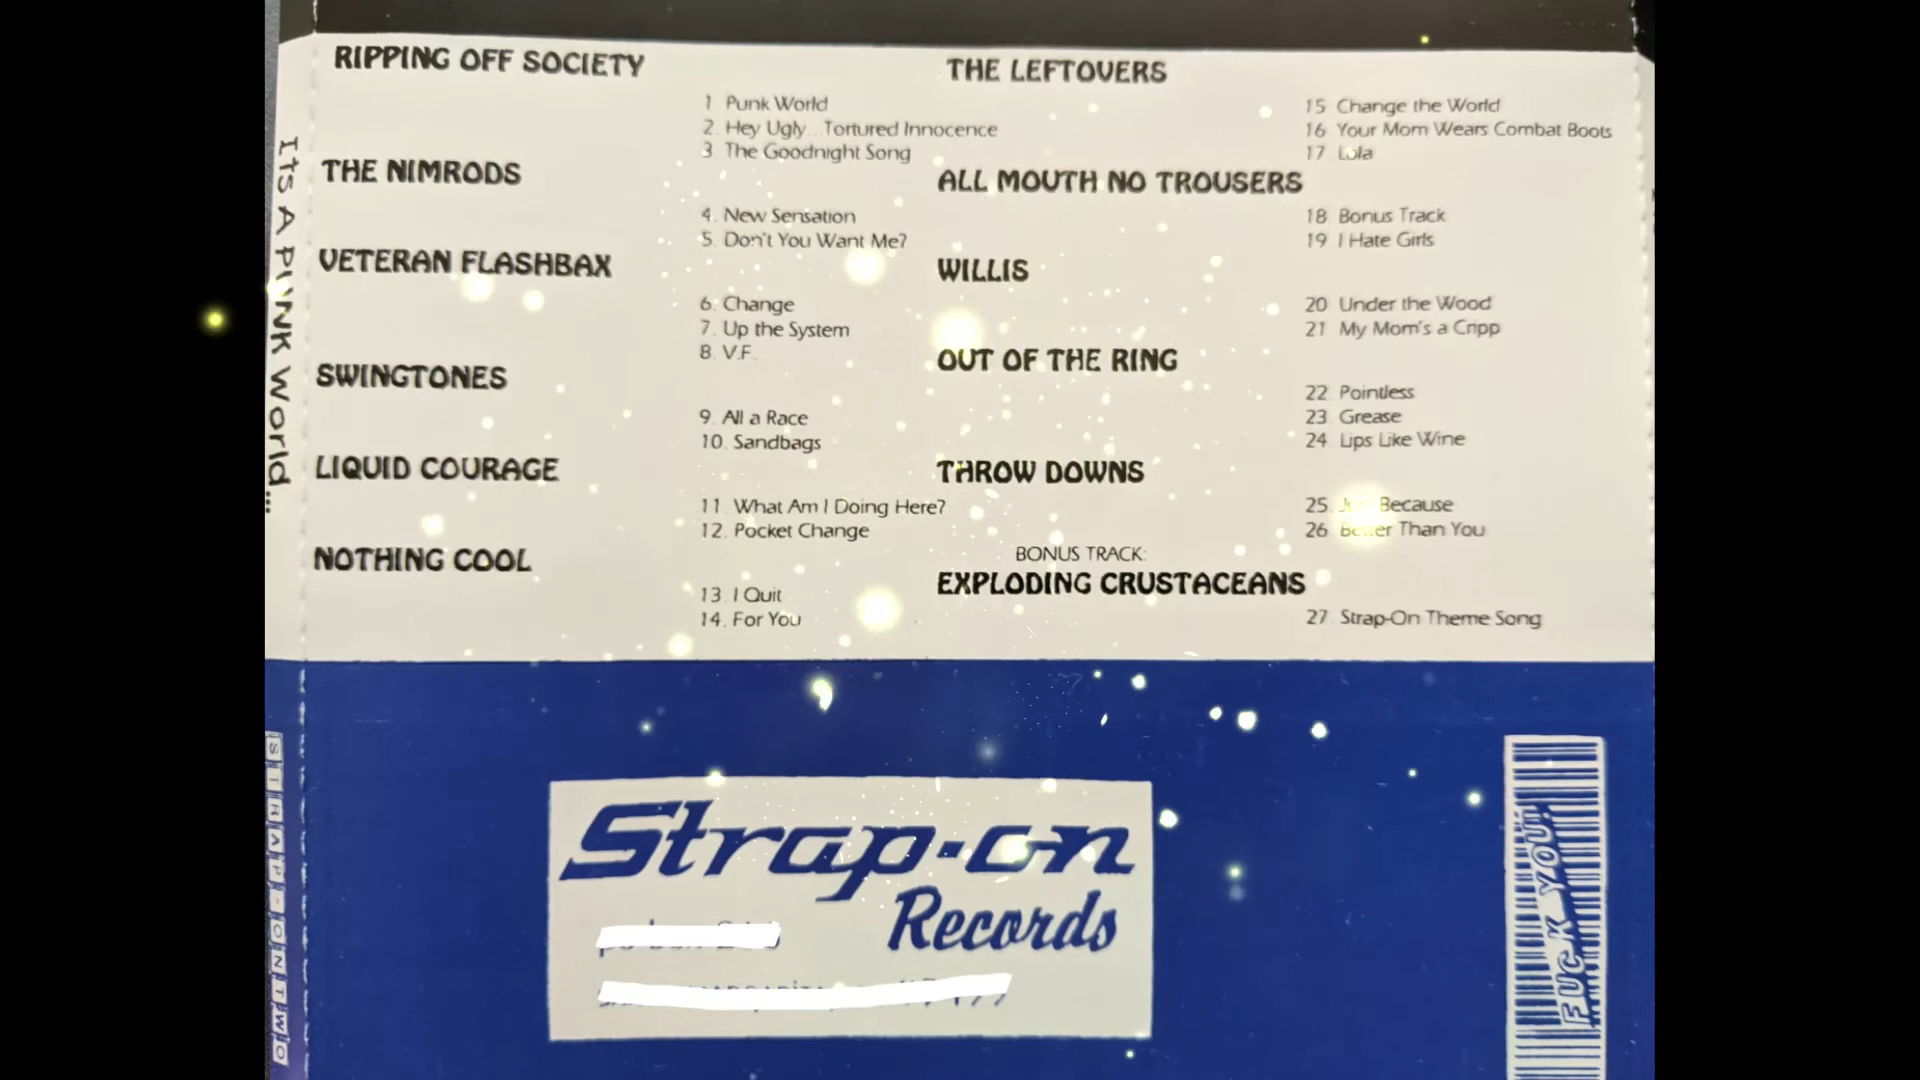 RIPPING OFF SOCIETY
1 Punk World
2. Hey Ugly...Tortured Innocence
3 The Goodnight Song
THE NIMRODS
4. New Sensation
5. Don't You Want Me?
VETERAN FLASHBAX
6. Change
7. Up the System
8. V.F.
SWINGTONES
9. All a Race
10. Sandbags
LIQUID COURAGE
11 What Am I Doing Here?
12. Pocket Change
NOTHING COOL
13. I Quit
14. For You
THE LEFTOVERS
15 Change the World
16 Your Mom Wears Combat Boots
17. Lola
ALL MOUTH NO TROUSERS
18 Bonus Track
19 I Hate Girls
WILLIS
20 Under the Wood
21 My Mom's a Cripp
OUT OF THE RING
22. Pointless
23. Grease
24. Lips Like Wine
THROW DOWNS
25. Just Because
26. Better Than You
BONUS TRACK:
EXPLODING CRUSTACEANS
27. Strap-On Theme Song
Its A PUNK World...
STRAP-ON TWO
Strap-on
Records
FUCK YOU!